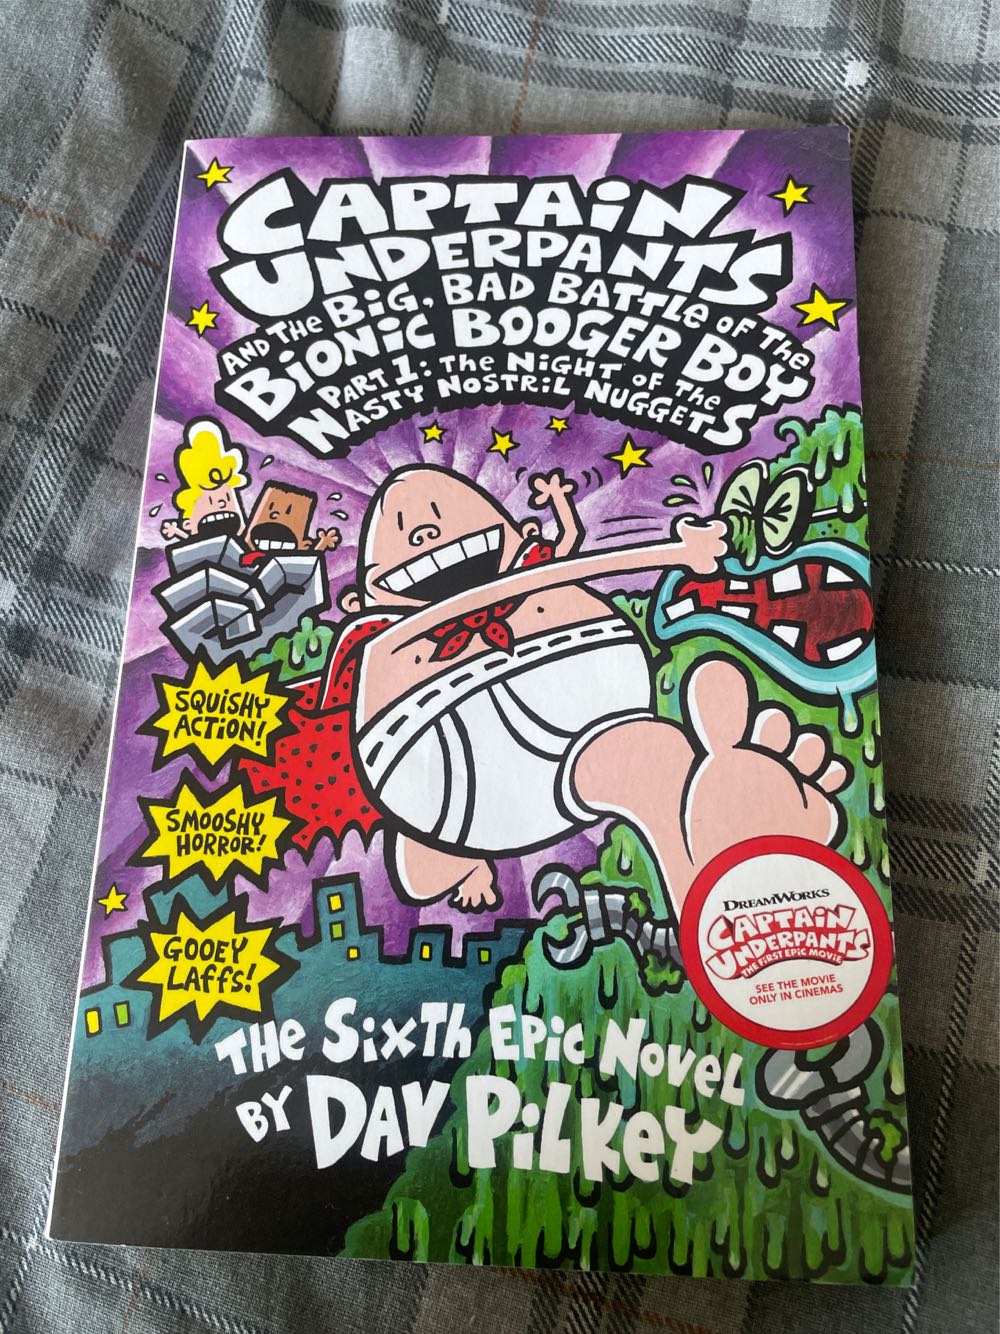 CAPTAiN
UNDERPANTS
AND THE BiG, BAD BATTLE OF THE
BiONiC BOOGER BOY
PART 1: THE NiGHT OF THE
NASTY NOSTRiL NUGGETS
SQUiSHY
ACTiON!
SMOOSHY
HORROR!
GOOEY
LAFFS!
DREAMWORKS
CAPTAiN
UNDERPANTS
THE FiRST EPiC MOViE
SEE THE MOVIE
ONLY IN CINEMAS
THE SiXTH EPiC NOVEL
BY DAV PiLKEY